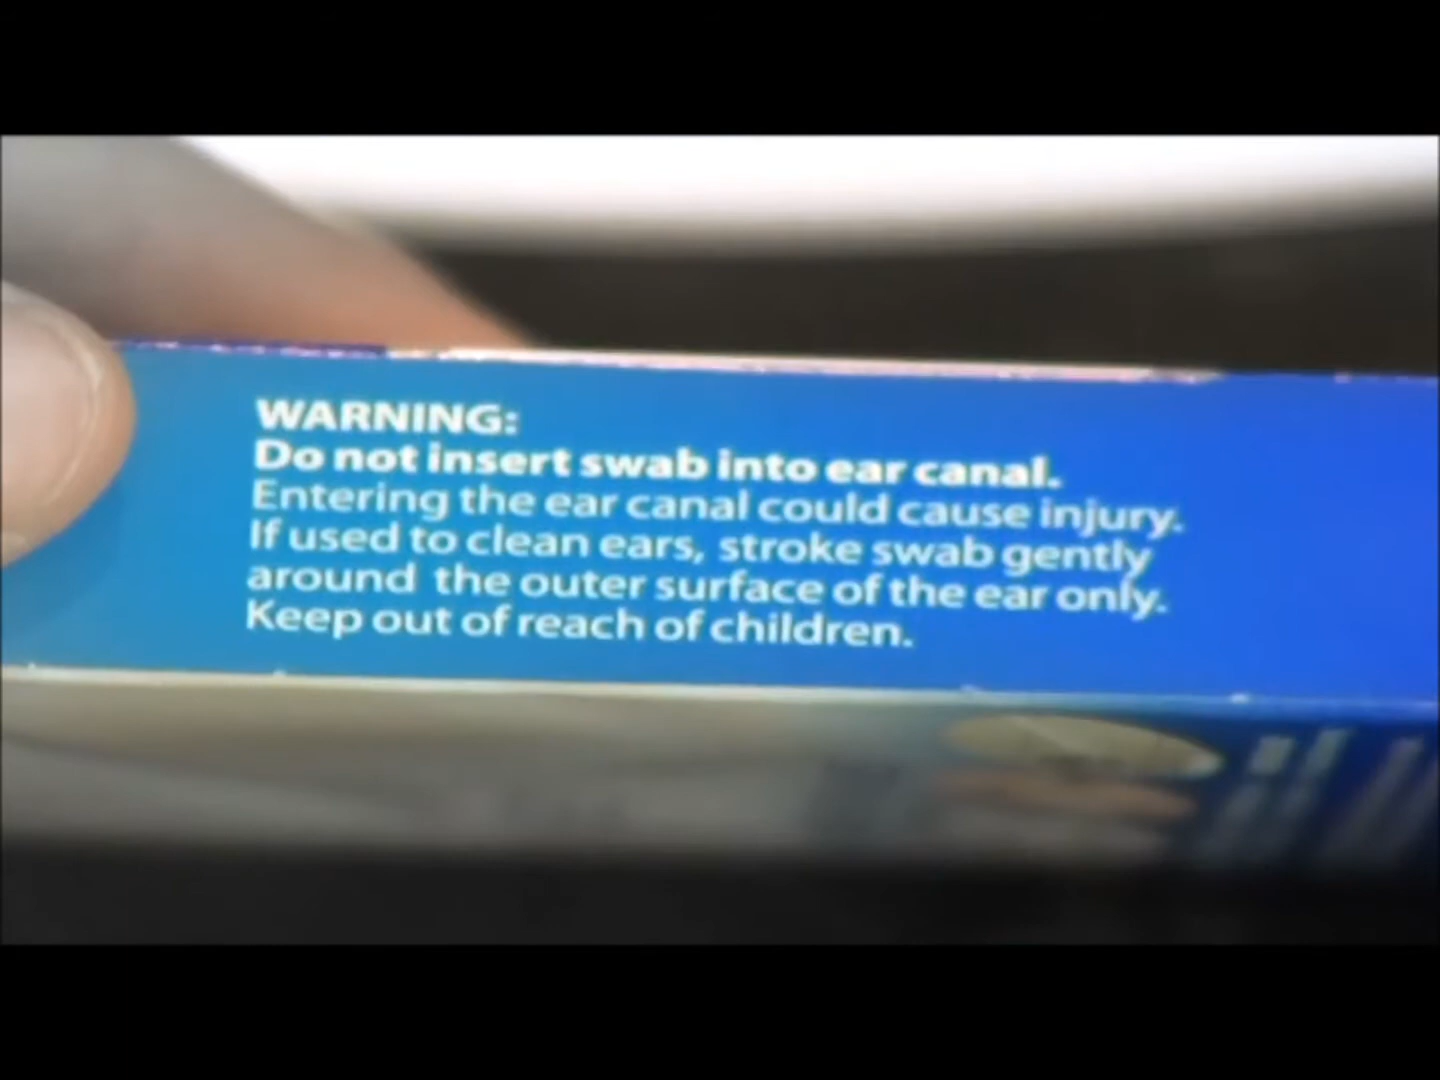 WARNING:
Do not insert swab into ear canal.
Entering the ear canal could cause injury.
If used to clean ears, stroke swab gently
around the outer surface of the ear only.
Keep out of reach of children.